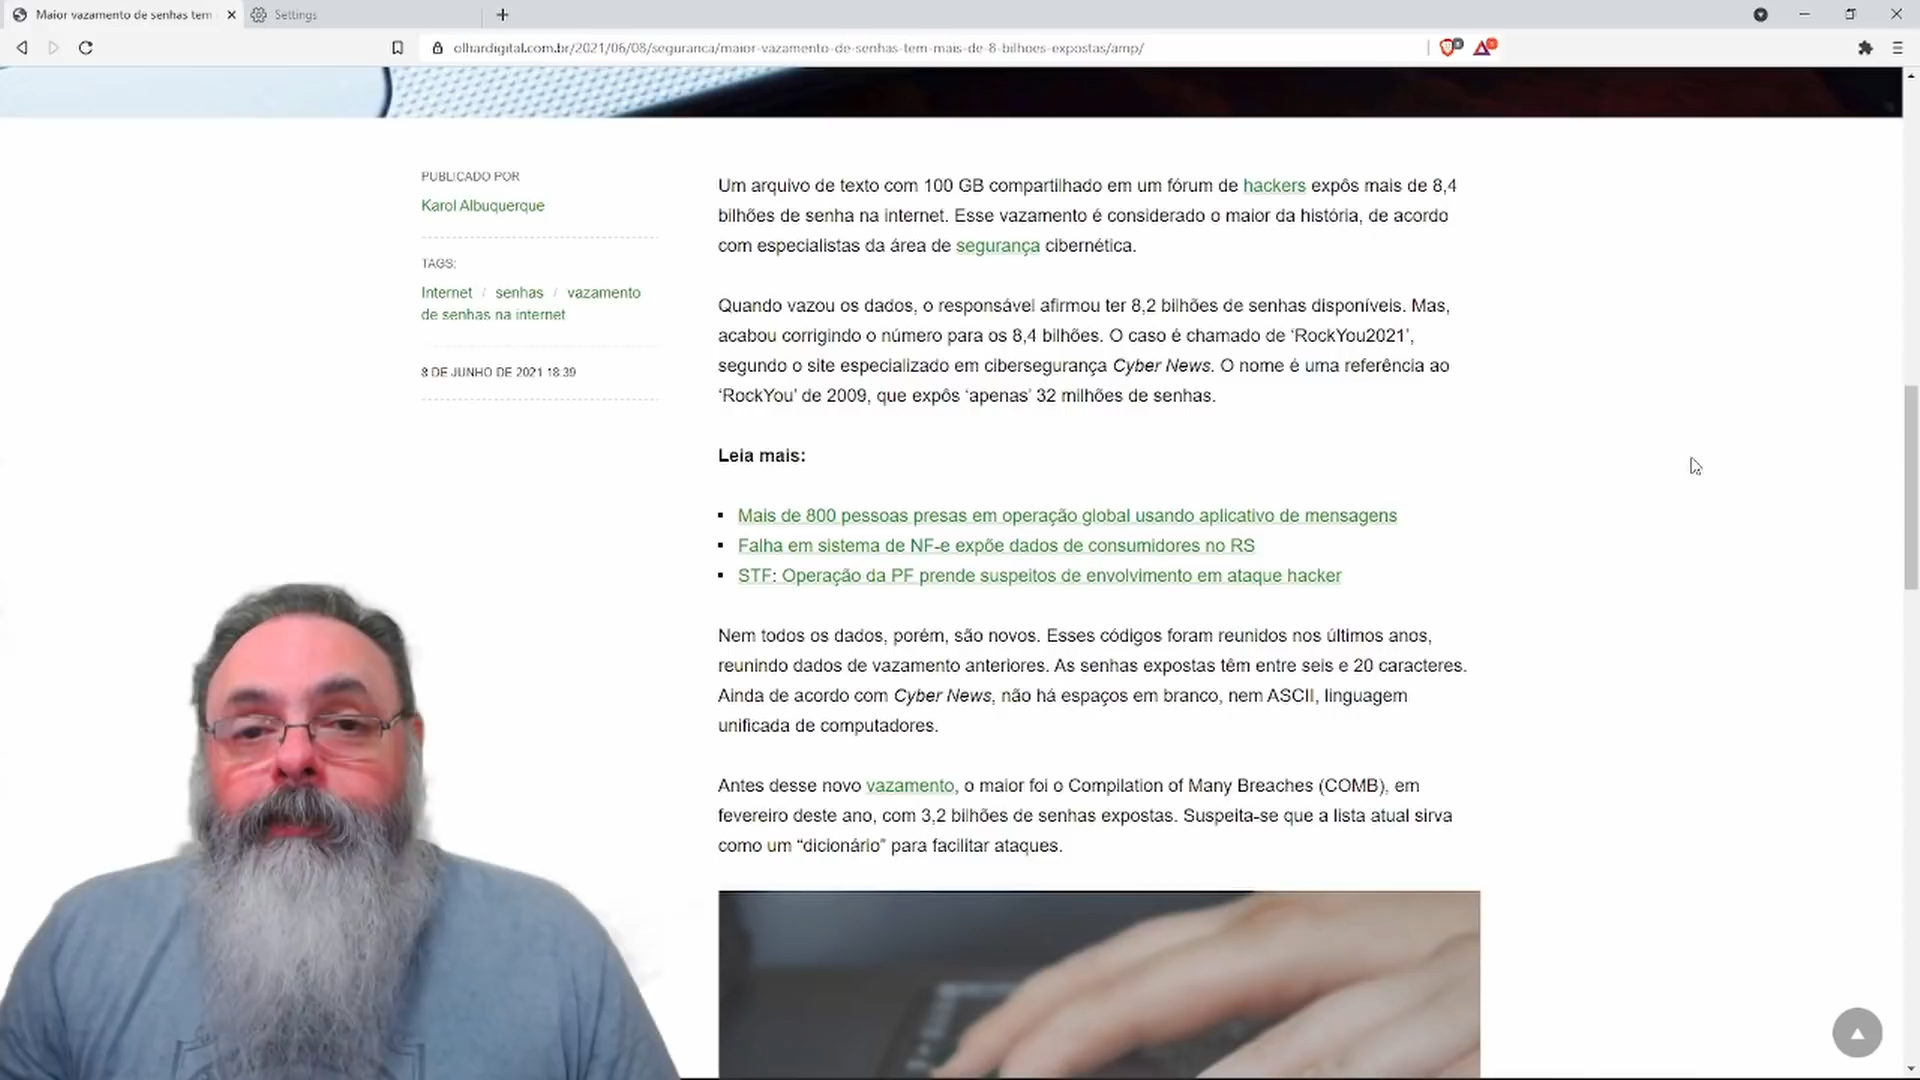 Maior vazamento de senhas tem
Settings
olhardigital.com.br/2021/06/08/seguranca/maior-vazamento-de-senhas-tem-mais-de-8-bilhoes-expostas/amp/
PUBLICADO POR
Karol Albuquerque
TAGS:
Internet / senhas / vazamento
de senhas na internet
8 DE JUNHO DE 2021 18:39
Um arquivo de texto com 100 GB compartilhado em um fórum de hackers expôs mais de 8,4
bilhões de senha na internet. Esse vazamento é considerado o maior da história, de acordo
com especialistas da área de segurança cibernética.
Quando vazou os dados, o responsável afirmou ter 8,2 bilhões de senhas disponíveis. Mas,
acabou corrigindo o número para os 8,4 bilhões. O caso é chamado de ‘RockYou2021’,
segundo o site especializado em cibersegurança Cyber News. O nome é uma referência ao
‘RockYou’ de 2009, que expôs ‘apenas’ 32 milhões de senhas.
Leia mais:
Mais de 800 pessoas presas em operação global usando aplicativo de mensagens
Falha em sistema de NF-e expõe dados de consumidores no RS
STF: Operação da PF prende suspeitos de envolvimento em ataque hacker
Nem todos os dados, porém, são novos. Esses códigos foram reunidos nos últimos anos,
reunindo dados de vazamento anteriores. As senhas expostas têm entre seis e 20 caracteres.
Ainda de acordo com Cyber News, não há espaços em branco, nem ASCII, linguagem
unificada de computadores.
Antes desse novo vazamento, o maior foi o Compilation of Many Breaches (COMB), em
fevereiro deste ano, com 3,2 bilhões de senhas expostas. Suspeita-se que a lista atual sirva
como um “dicionário” para facilitar ataques.